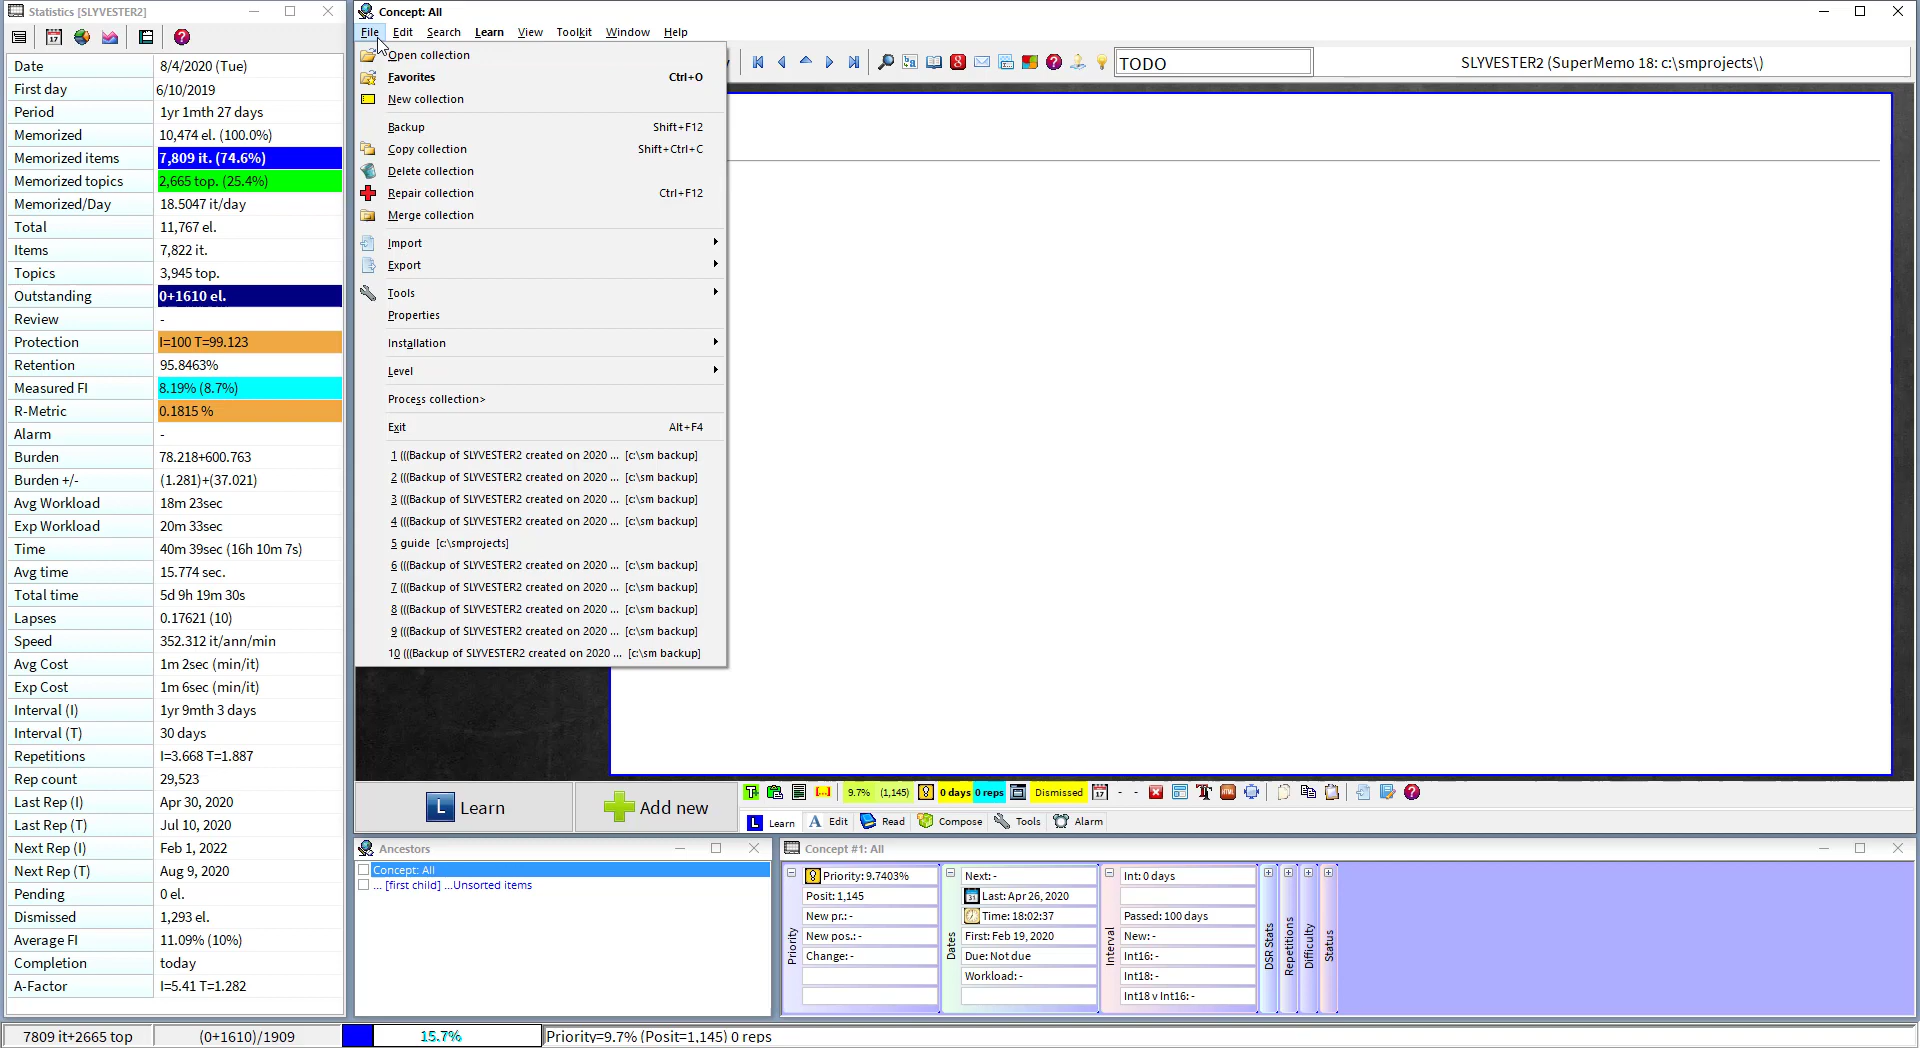 Statistics [SLYVESTER2]
Date 8/4/2020 (Tue)
First day 6/10/2019
Period 1yr 1mth 27 days
Memorized 10,474 el. (100.0%)
Memorized items 7,809 it. (74.6%)
Memorized topics 2,665 top. (25.4%)
Memorized/Day 18.5047 it/day
Total 11,767 el.
Items 7,822 it.
Topics 3,945 top.
Outstanding 0+1610 el.
Review -
Protection I=100 T=99.123
Retention 95.8463%
Measured FI 8.19% (8.7%)
R-Metric 0.1815 %
Alarm -
Burden 78.218+600.763
Burden +/- (1.281)+(37.021)
Avg Workload 18m 23sec
Exp Workload 20m 33sec
Time 40m 39sec (16h 10m 7s)
Avg time 15.774 sec.
Total time 5d 9h 19m 30s
Lapses 0.17621 (10)
Speed 352.312 it/ann/min
Avg Cost 1m 2sec (min/it)
Exp Cost 1m 6sec (min/it)
Interval (I) 1yr 9mth 3 days
Interval (T) 30 days
Repetitions I=3.668 T=1.887
Rep count 29,523
Last Rep (I) Apr 30, 2020
Last Rep (T) Jul 10, 2020
Next Rep (I) Feb 1, 2022
Next Rep (T) Aug 9, 2020
Pending 0 el.
Dismissed 1,293 el.
Average FI 11.09% (10%)
Completion today
A-Factor I=5.41 T=1.282
Concept: All
File Edit Search Learn View Toolkit Window Help
TODO
SLYVESTER2 (SuperMemo 18: c:\smprojects\)
Open collection
Favorites Ctrl+O
New collection
Backup Shift+F12
Copy collection Shift+Ctrl+C
Delete collection
Repair collection Ctrl+F12
Merge collection
Import
Export
Tools
Properties
Installation
Level
Process collection>
Exit Alt+F4
1 (((Backup of SLYVESTER2 created on 2020 ... [c:\sm backup]
2 (((Backup of SLYVESTER2 created on 2020 ... [c:\sm backup]
3 (((Backup of SLYVESTER2 created on 2020 ... [c:\sm backup]
4 (((Backup of SLYVESTER2 created on 2020 ... [c:\sm backup]
5 guide [c:\smprojects]
6 (((Backup of SLYVESTER2 created on 2020 ... [c:\sm backup]
7 (((Backup of SLYVESTER2 created on 2020 ... [c:\sm backup]
8 (((Backup of SLYVESTER2 created on 2020 ... [c:\sm backup]
9 (((Backup of SLYVESTER2 created on 2020 ... [c:\sm backup]
10 (((Backup of SLYVESTER2 created on 2020 ... [c:\sm backup]
L Learn
Add new
9.7% (1,145) 0 days 0 reps Dismissed 17 - -
L Learn A Edit Read Compose Tools Alarm
Ancestors
Concept: All
... [first child] ...Unsorted items
Concept #1: All
Priority
Priority: 9.7403%
Posit: 1,145
New pr.: -
New pos.: -
Change: -
Dates
Next: -
Last: Apr 26, 2020
Time: 18:02:37
First: Feb 19, 2020
Due: Not due
Workload: -
Interval
Int: 0 days
Passed: 100 days
New: -
Int16: -
Int18: -
Int18 v Int16: -
DSR Stats
Repetitions
Difficulty
Status
7809 it+2665 top
(0+1610)/1909
15.7%
Priority=9.7% (Posit=1,145) 0 reps